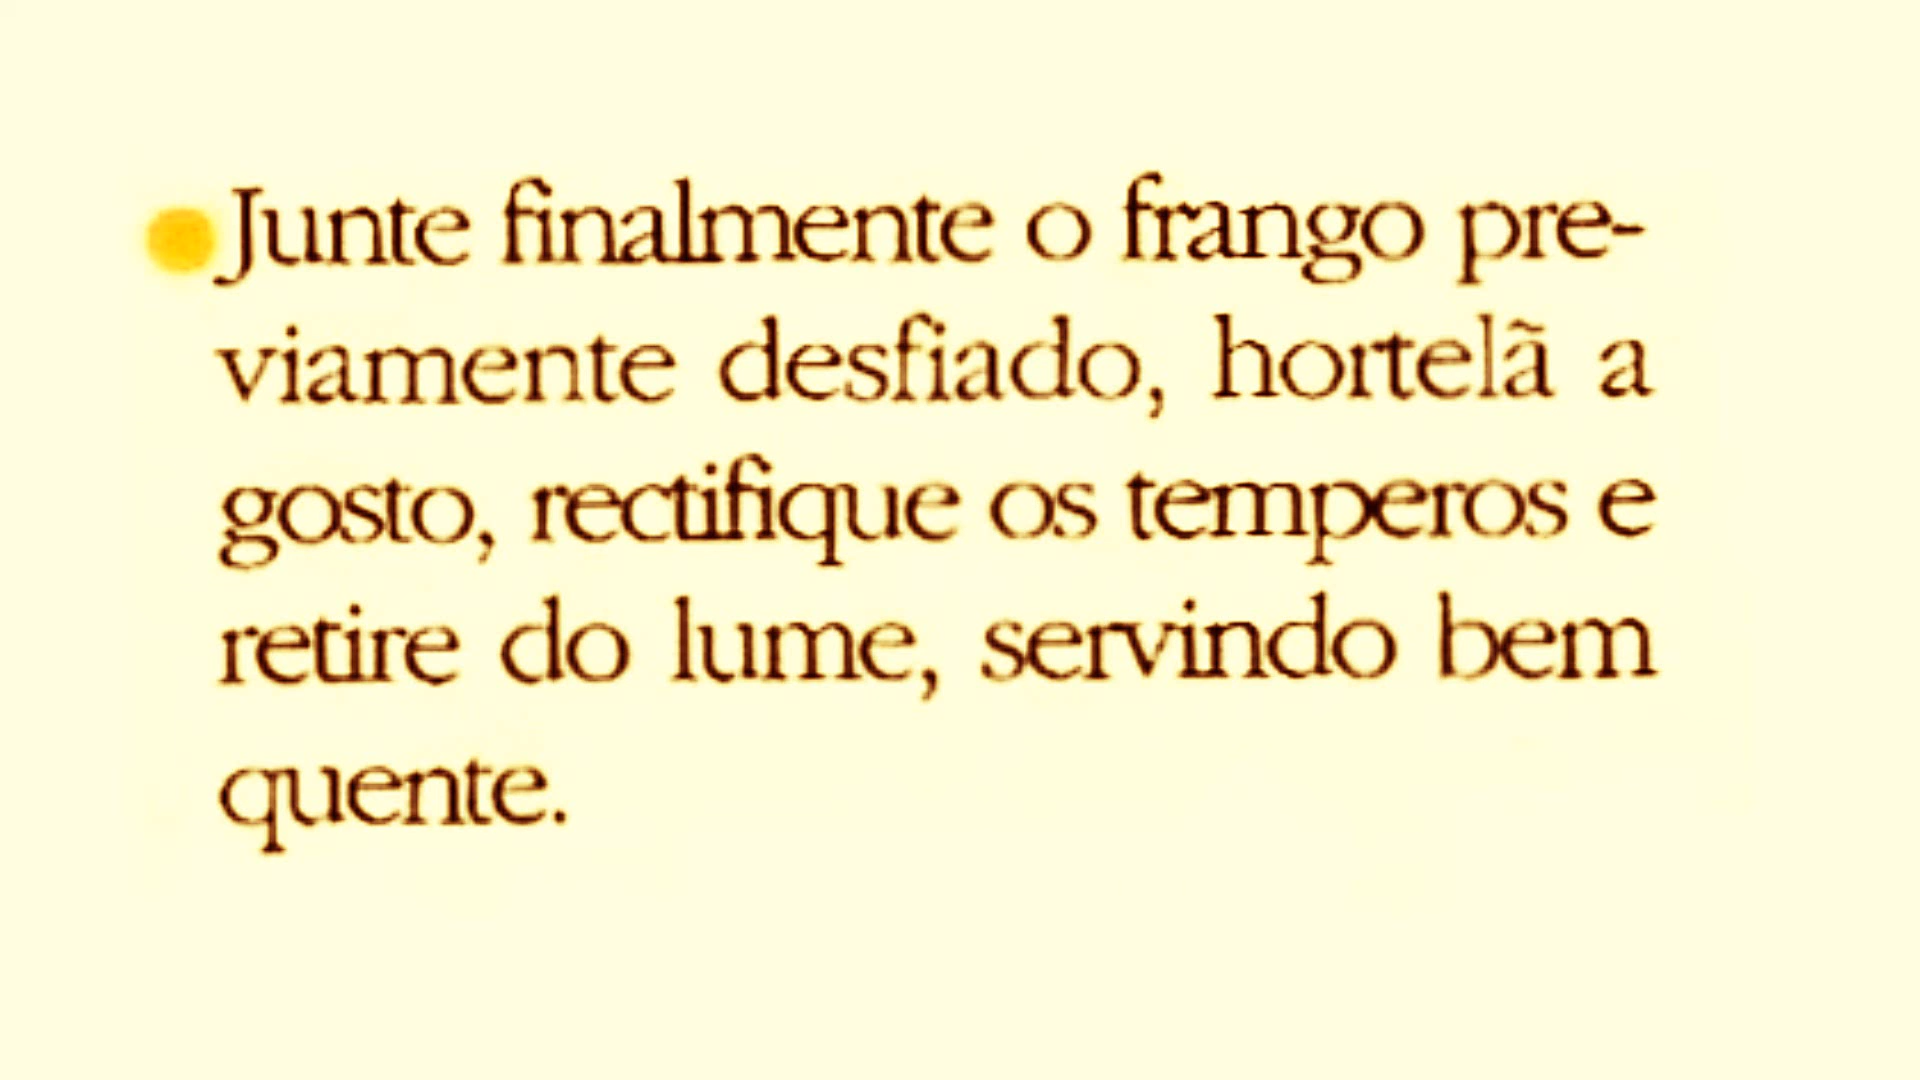 Junte finalmente o frango pre-
viamente desfiado, hortelã a
gosto, rectifique os temperos e
retire do lume, servindo bem
quente.